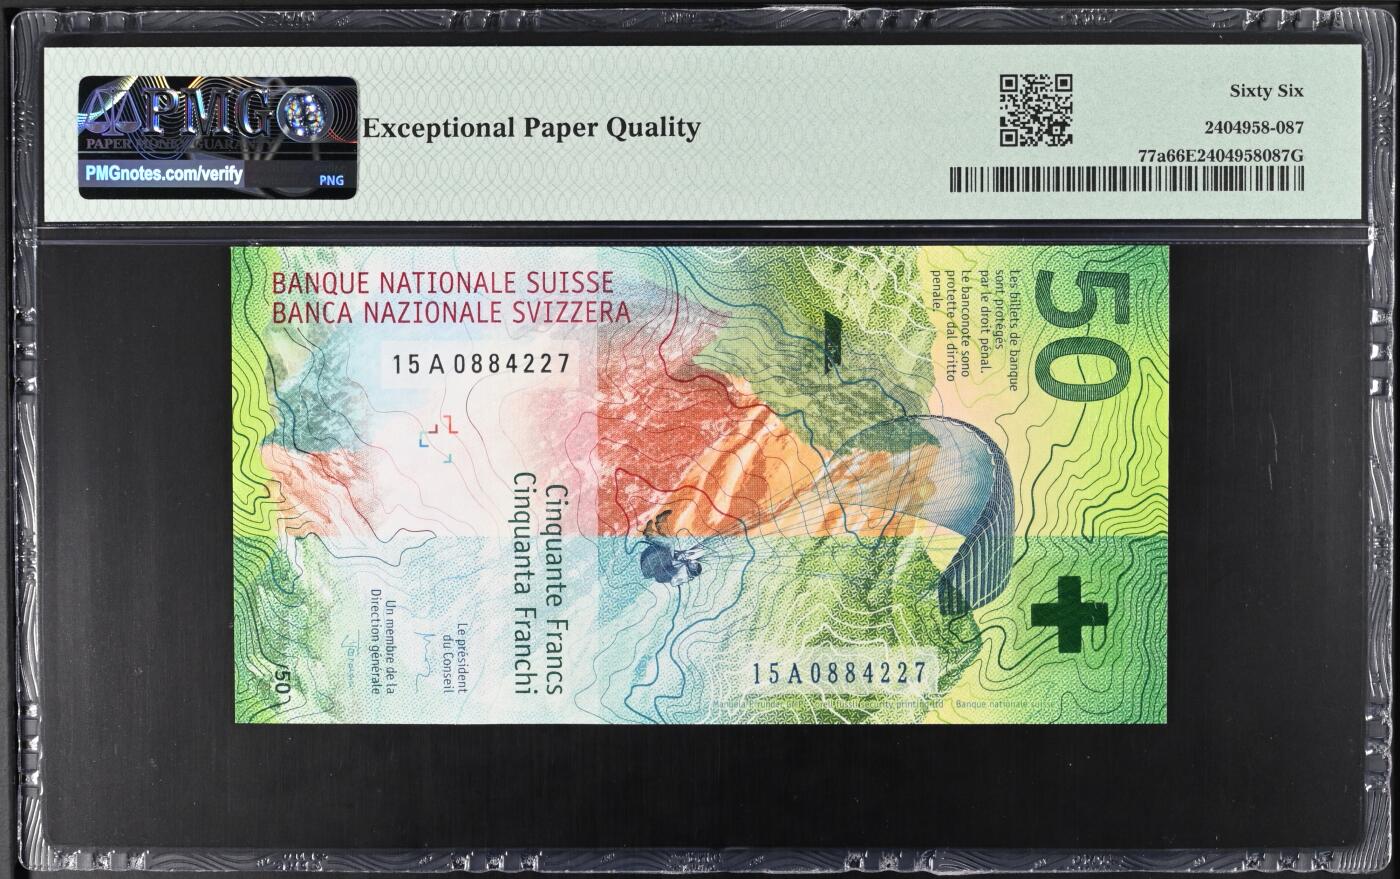 PMG
PAPER MONEY GUARANTY
PMGnotes.com/verify
PNG
Exceptional Paper Quality
Sixty Six
2404958-087
77a66E2404958087G
BANQUE NATIONALE SUISSE
BANCA NAZIONALE SVIZZERA
15A0884227
50
Les billets de banque
sont protégés
par le droit pénal.
Le banconote sono
protette dal diritto
penale.
Cinquante Francs
Cinquanta Franchi
Le président
du Conseil
Un membre de la
Direction générale
50
15A0884227
Banque nationale suisse